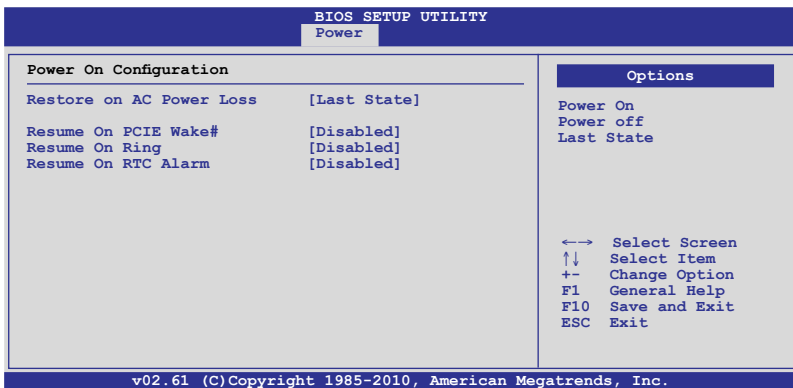 BIOS SETUP UTILITY
Power
Power On Configuration
Restore on AC Power Loss [Last State]
Resume On PCIE Wake# [Disabled]
Resume On Ring [Disabled]
Resume On RTC Alarm [Disabled]
Options
Power On
Power off
Last State
←→ Select Screen
↑↓ Select Item
+- Change Option
F1 General Help
F10 Save and Exit
ESC Exit
v02.61 (C)Copyright 1985-2010, American Megatrends, Inc.